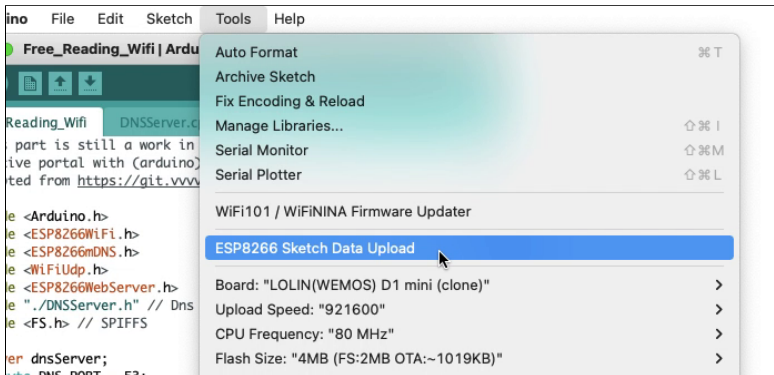 ino File Edit Sketch Tools Help
Free_Reading_Wifi | Ardu
Reading_Wifi DNSServer.c
part is still a work in
tive portal with (arduino)
ted from https://git.vvvv
e <Arduino.h>
e <ESP8266WiFi.h>
e <ESP8266mDNS.h>
e <WiFiUdp.h>
e <ESP8266WebServer.h>
e "./DNSServer.h" // Dns
e <FS.h> // SPIFFS
er dnsServer;
Auto Format ⌘T
Archive Sketch
Fix Encoding & Reload
Manage Libraries... ⇧⌘I
Serial Monitor ⇧⌘M
Serial Plotter ⇧⌘L
WiFi101 / WiFiNINA Firmware Updater
ESP8266 Sketch Data Upload
Board: "LOLIN(WEMOS) D1 mini (clone)"
Upload Speed: "921600"
CPU Frequency: "80 MHz"
Flash Size: "4MB (FS:2MB OTA:~1019KB)"